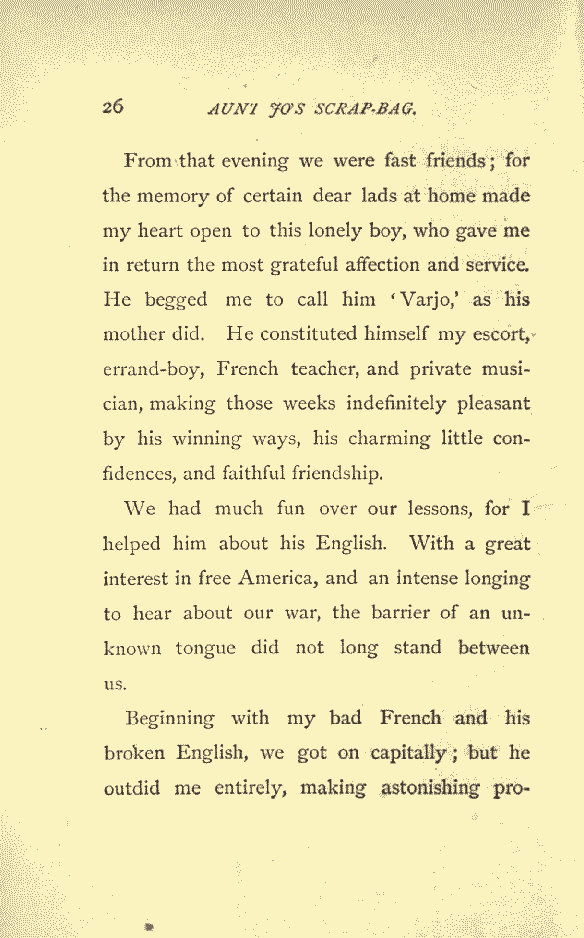 26 AUNT JO'S SCRAP-BAG.
From that evening we were fast friends; for
the memory of certain dear lads at home made
my heart open to this lonely boy, who gave me
in return the most grateful affection and service.
He begged me to call him ‘Varjo,’ as his
mother did. He constituted himself my escort,
errand-boy, French teacher, and private musi-
cian, making those weeks indefinitely pleasant
by his winning ways, his charming little con-
fidences, and faithful friendship.
We had much fun over our lessons, for I
helped him about his English. With a great
interest in free America, and an intense longing
to hear about our war, the barrier of an un-
known tongue did not long stand between
us.
Beginning with my bad French and his
broken English, we got on capitally; but he
outdid me entirely, making astonishing pro-